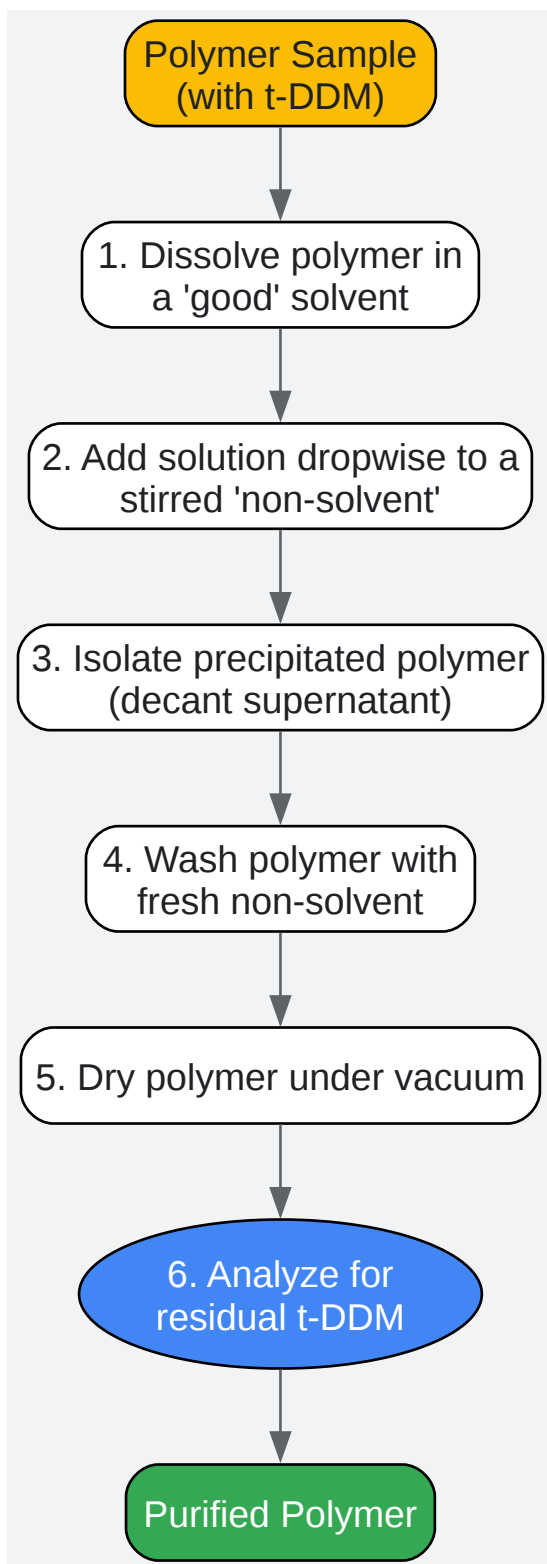 Polymer Sample
(with t-DDM)
1. Dissolve polymer in
a 'good' solvent
2. Add solution dropwise to a
stirred 'non-solvent'
3. Isolate precipitated polymer
(decant supernatant)
4. Wash polymer with
fresh non-solvent
5. Dry polymer under vacuum
6. Analyze for
residual t-DDM
Purified Polymer